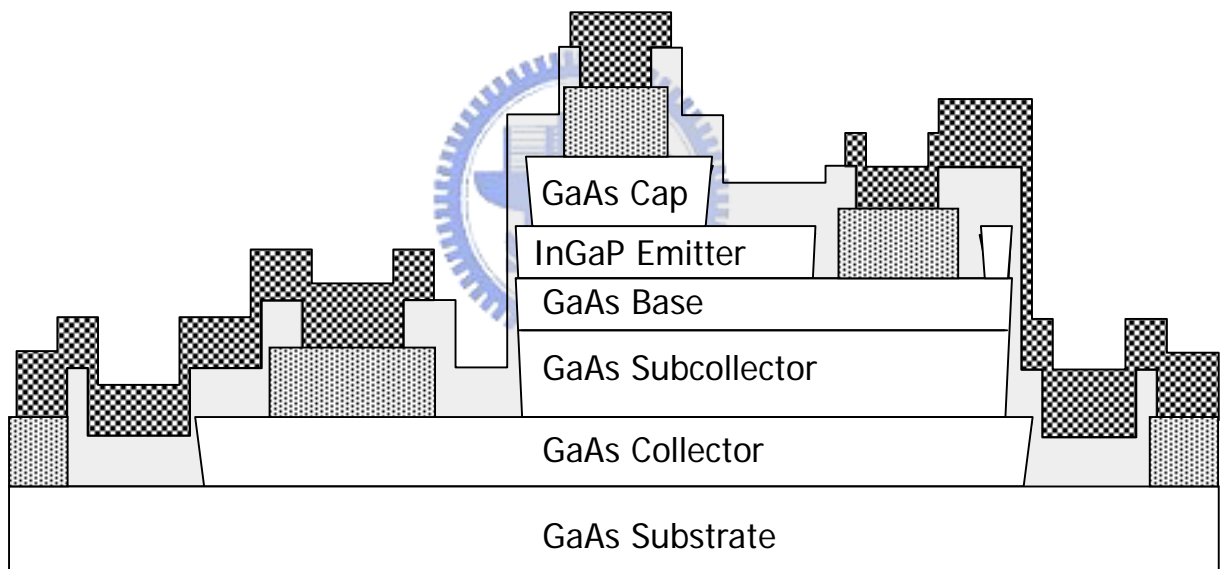 GaAs Cap
InGaP Emitter
GaAs Base
GaAs Subcollector
GaAs Collector
GaAs Substrate